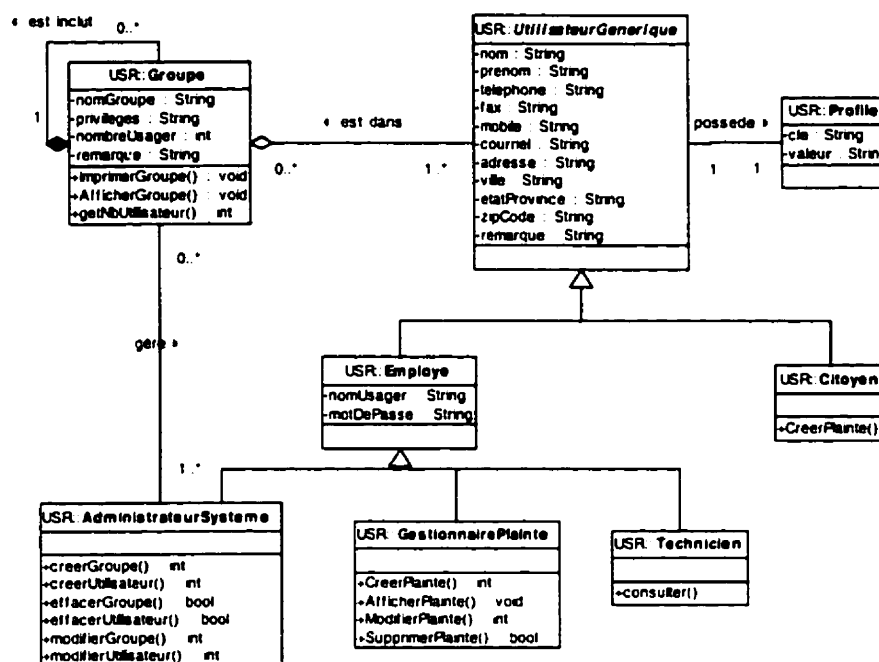 ◂ est inclut
0..*
1
USR::Groupe
-nomGroupe : String
-privileges : String
-nombreUsager : int
-remarque : String
+ImprimerGroupe() : void
+AfficherGroupe() : void
+getNbUtilisateur() int
◂ est dans
0..*
1..*
USR::UtilisateurGenerique
-nom : String
-prenom : String
-telephone : String
-fax : String
-mobile : String
-courriel : String
-adresse : String
-ville String
-etatProvince : String
-zipCode : String
-remarque String
possede ▸
1
1
USR::Profile
-cle : String
-valeur Strin
0..*
gere ▸
1..*
USR::Employe
-nomUsager String
-motDePasse String
USR::Citoyen
+CreerPlainte()
USR::AdministrateurSysteme
+creerGroupe() int
+creerUtilisateur() int
+effacerGroupe() bool
+effacerUtilisateur() bool
+modifierGroupe() int
+modifierUtilisateur() int
USR::GestionnairePlainte
+CreerPlainte() int
+AfficherPlainte() void
+ModifierPlainte() int
+SupprimerPlainte() bool
USR::Technicien
+consulter()